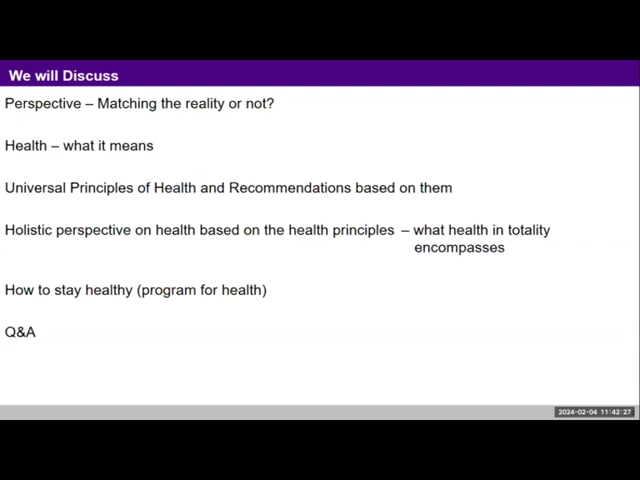 We will Discuss
Perspective – Matching the reality or not?
Health – what it means
Universal Principles of Health and Recommendations based on them
Holistic perspective on health based on the health principles – what health in totality
encompasses
How to stay healthy (program for health)
Q&A
2024-02-04 11:42:27